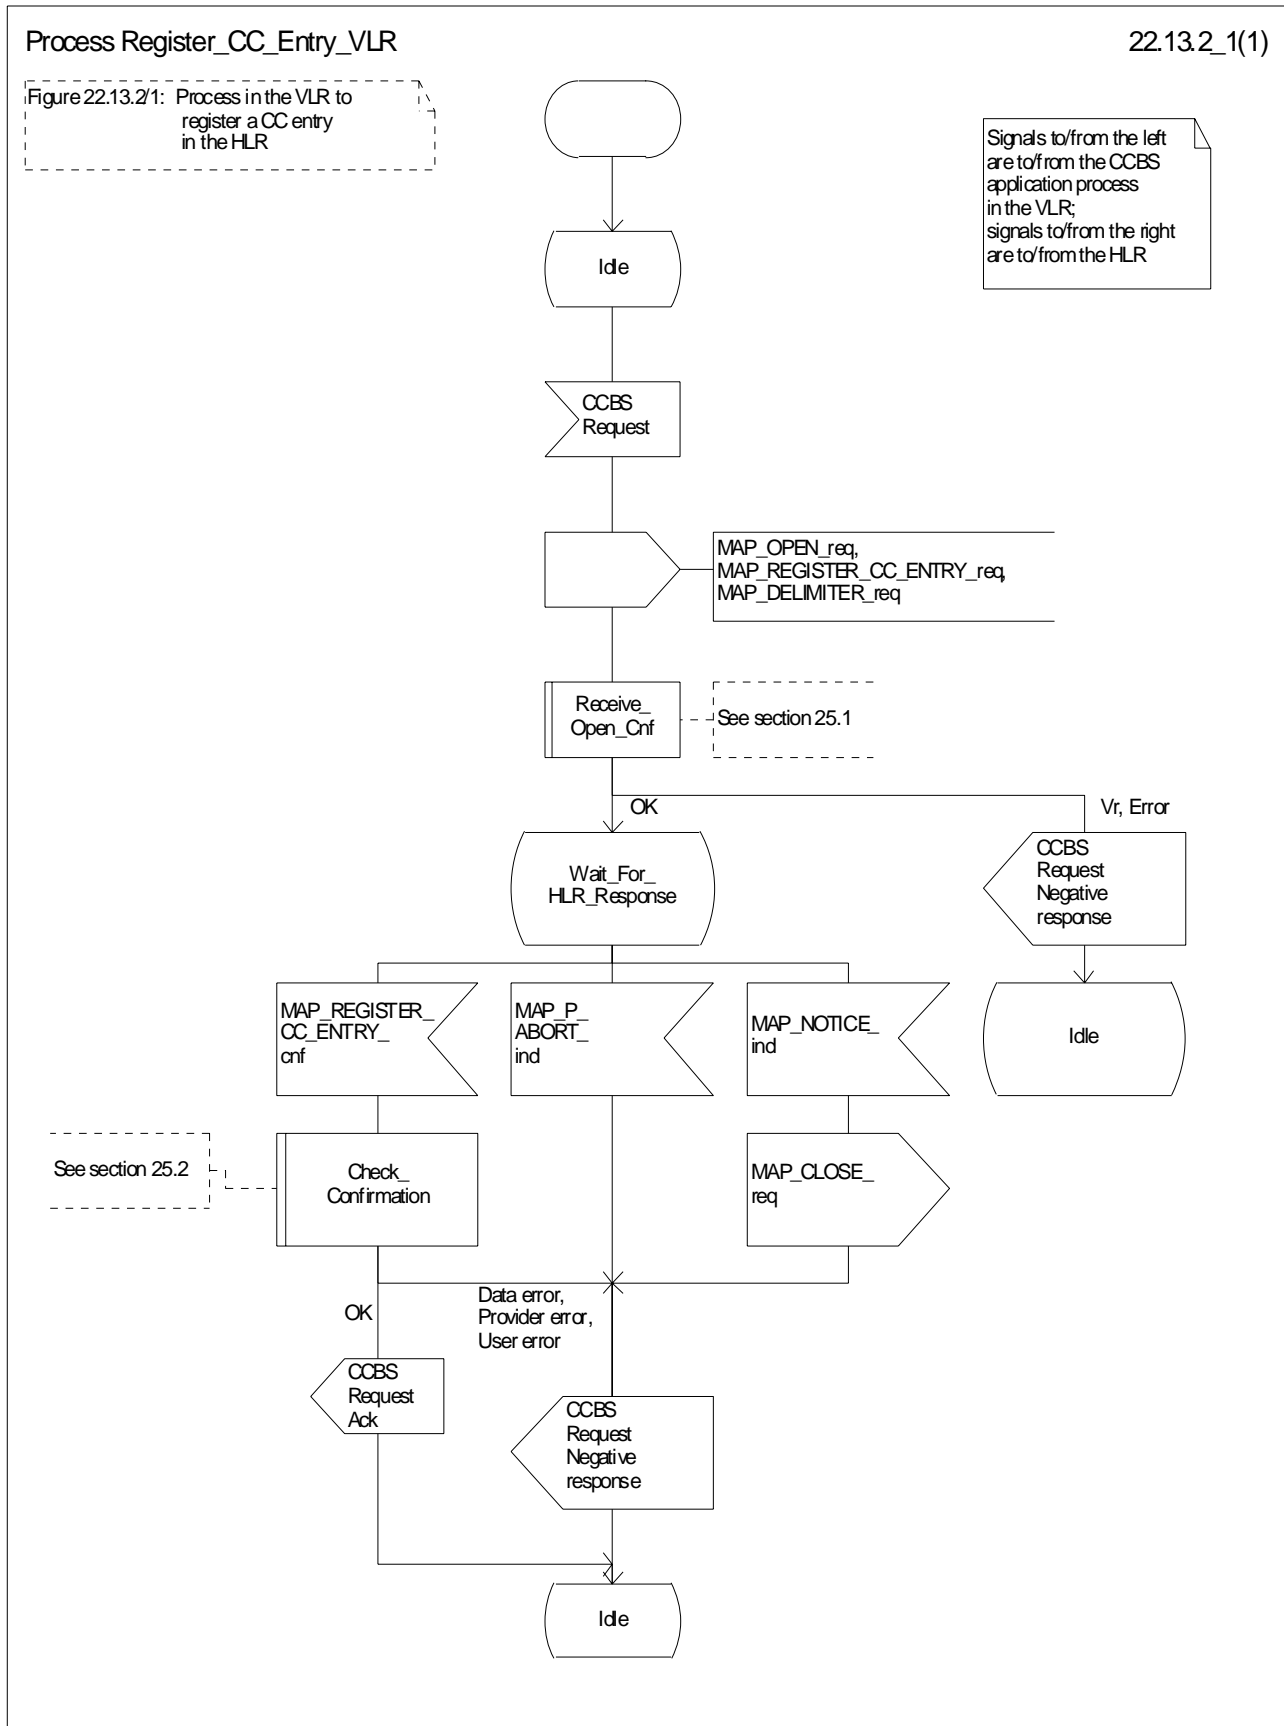 Process Register_CC_Entry_VLR
22.13.2_1(1)
Figure 22.13.2/1: Process in the VLR to
register a CC entry
in the HLR
Signals to/from the left
are to/from the CCBS
application process
in the VLR;
signals to/from the right
are to/from the HLR
Idle
CCBS
Request
MAP_OPEN_req,
MAP_REGISTER_CC_ENTRY_req,
MAP_DELIMITER_req
Receive_
Open_Cnf
See section 25.1
OK
Vr, Error
Wait_For_
HLR_Response
CCBS
Request
Negative
response
MAP_REGISTER_
CC_ENTRY_
cnf
MAP_P_
ABORT_
ind
MAP_NOTICE_
ind
Idle
See section 25.2
Check_
Confirmation
MAP_CLOSE_
req
OK
Data error,
Provider error,
User error
CCBS
Request
Ack
CCBS
Request
Negative
response
Idle